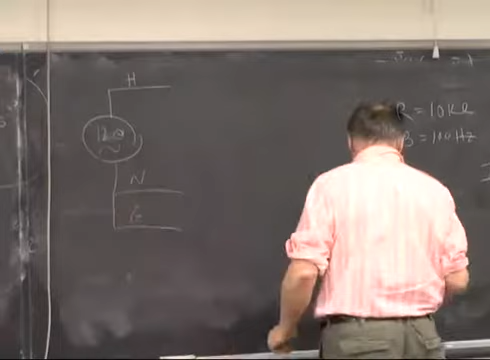 H
120
N
G
R = 10KΩ
B = 100Hz